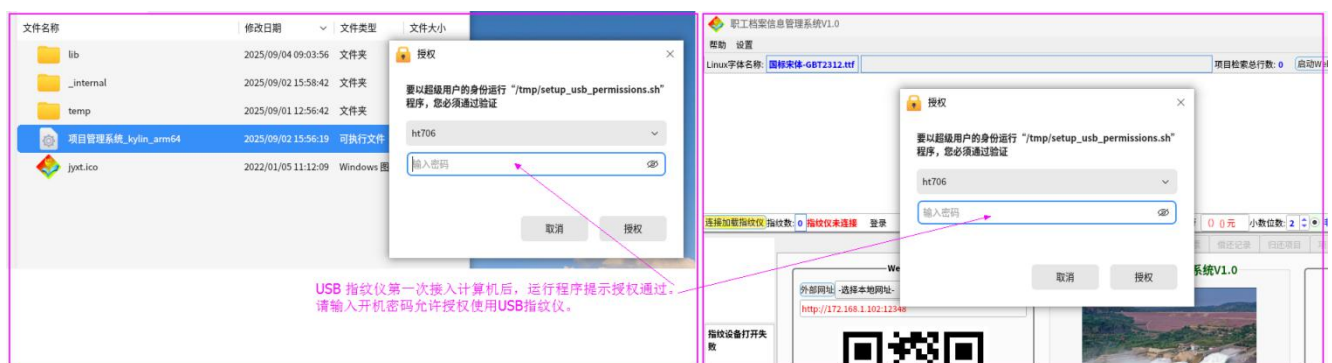 文件名称 修改日期 文件类型 文件大小
lib 2025/09/04 09:03:56 文件夹
_internal 2025/09/02 15:58:42 文件夹
temp 2025/09/01 12:56:42 文件夹
项目管理系统_kylin_arm64 2025/09/02 15:56:19 可执行文件
jyxt.ico 2022/01/05 11:12:09 Windows 图
授权
要以超级用户的身份运行“/tmp/setup_usb_permissions.sh”
程序，您必须通过验证
ht706
输入密码
取消 授权
USB 指纹仪第一次接入计算机后，运行程序提示授权通过。
请输入开机密码允许授权使用USB指纹仪。
职工档案信息管理系统V1.0
帮助 设置
Linux字体名称: 国标宋体-GBT2312.ttf 项目检索总行数: 0 启动We
授权
要以超级用户的身份运行“/tmp/setup_usb_permissions.sh”
程序，您必须通过验证
ht706
输入密码
取消 授权
连接加载指纹仪 指纹数: 0 指纹仪未连接 登录 元 小数位数: 2
借还记录 归还项目
We 系统V1.0
外部网址 -选择本地网址-
http://172.168.1.102:12348
指纹设备打开失
败